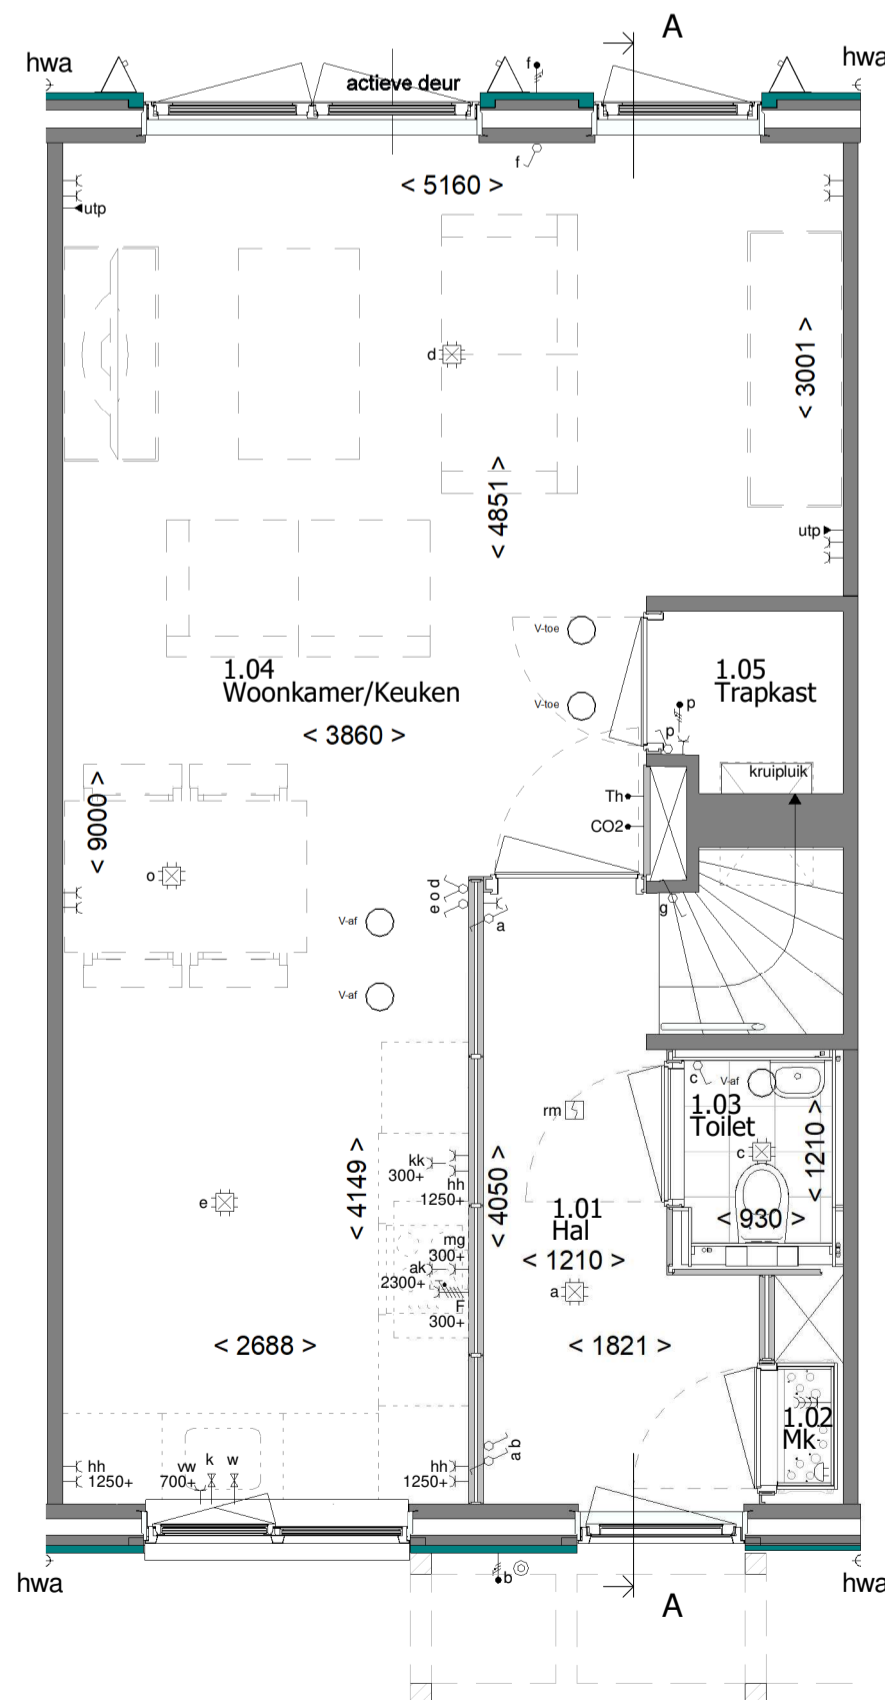 A
hwa
hwa
f
actieve deur
f
< 5160 >
utp
d
< 3001 >
< 4851 >
utp
V-toe
1.04
Woonkamer/Keuken
1.05
Trapkast
V-toe
p
p
< 3860 >
kruipluik
Th
CO2
< 9000 >
o
e o d
a
g
V-af
V-af
c
V-af
1.03
Toilet
rm
c
< 1210 >
kk
300+
hh
1250+
< 4149 >
< 4050 >
e
1.01
Hal
< 930 >
mg
300+
< 1210 >
ak
2300+
a
F
300+
< 2688 >
< 1821 >
1.02
Mk
a b
hh
1250+
vw
700+
k
w
hh
1250+
hwa
b
hwa
A